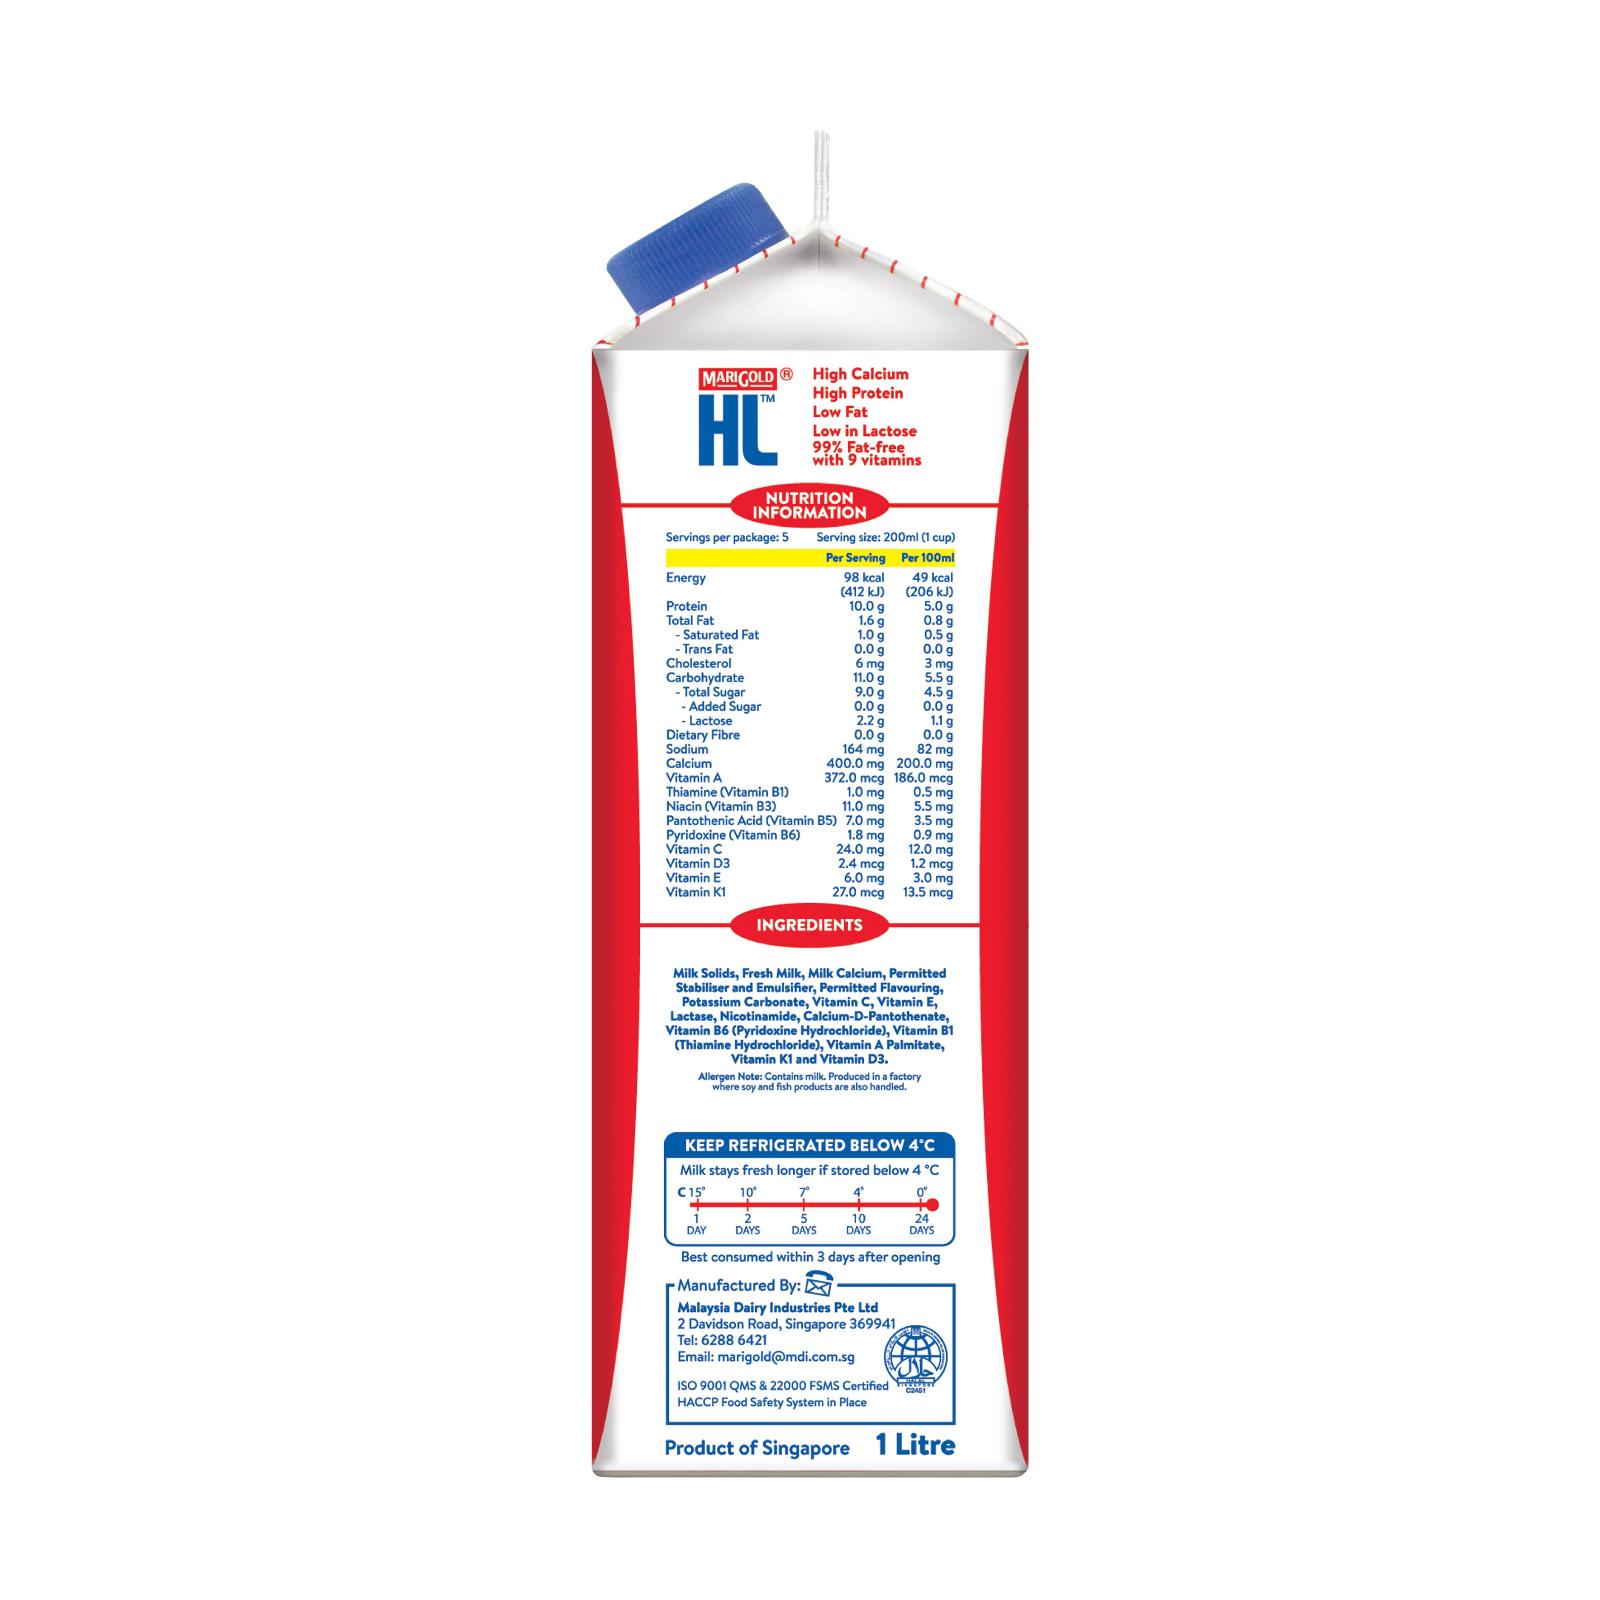 MARIGOLD ®
HL™
High Calcium
High Protein
Low Fat
Low in Lactose
99% Fat-free
with 9 vitamins
NUTRITION
INFORMATION
Servings per package: 5 Serving size: 200ml (1 cup)
Per Serving Per 100ml
Energy 98 kcal 49 kcal
(412 kJ) (206 kJ)
Protein 10.0 g 5.0 g
Total Fat 1.6 g 0.8 g
- Saturated Fat 1.0 g 0.5 g
- Trans Fat 0.0 g 0.0 g
Cholesterol 6 mg 3 mg
Carbohydrate 11.0 g 5.5 g
- Total Sugar 9.0 g 4.5 g
- Added Sugar 0.0 g 0.0 g
- Lactose 2.2 g 1.1 g
Dietary Fibre 0.0 g 0.0 g
Sodium 164 mg 82 mg
Calcium 400.0 mg 200.0 mg
Vitamin A 372.0 mcg 186.0 mcg
Thiamine (Vitamin B1) 1.0 mg 0.5 mg
Niacin (Vitamin B3) 11.0 mg 5.5 mg
Pantothenic Acid (Vitamin B5) 7.0 mg 3.5 mg
Pyridoxine (Vitamin B6) 1.8 mg 0.9 mg
Vitamin C 24.0 mg 12.0 mg
Vitamin D3 2.4 mcg 1.2 mcg
Vitamin E 6.0 mg 3.0 mg
Vitamin K1 27.0 mcg 13.5 mcg
INGREDIENTS
Milk Solids, Fresh Milk, Milk Calcium, Permitted
Stabiliser and Emulsifier, Permitted Flavouring,
Potassium Carbonate, Vitamin C, Vitamin E,
Lactase, Nicotinamide, Calcium-D-Pantothenate,
Vitamin B6 (Pyridoxine Hydrochloride), Vitamin B1
(Thiamine Hydrochloride), Vitamin A Palmitate,
Vitamin K1 and Vitamin D3.
Allergen Note: Contains milk. Produced in a factory
where soy and fish products are also handled.
KEEP REFRIGERATED BELOW 4°C
Milk stays fresh longer if stored below 4 °C
C 15° 10° 7° 4° 0°
1 2 5 10 24
DAY DAYS DAYS DAYS DAYS
Best consumed within 3 days after opening
Manufactured By:
Malaysia Dairy Industries Pte Ltd
2 Davidson Road, Singapore 369941
Tel: 6288 6421
Email: marigold@mdi.com.sg
حلال
HALAL
SINGAPORE
C2451
ISO 9001 QMS & 22000 FSMS Certified
HACCP Food Safety System in Place
Product of Singapore 1 Litre